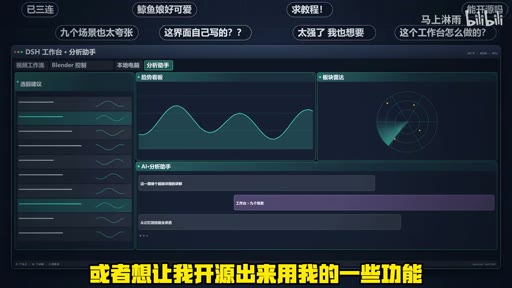 已三连
鲸鱼娘好可爱
求教程!
能开源吗
马上淋雨
bilibili
九个场景也太夸张
这界面自己写的??
太强了 我也想要
这个工作台怎么做的?
DSH 工作台·分析助手
视频工作流
Blender 控制
本地电脑
分析助手
选题建议
趋势看板
板块雷达
AI·分析助手
工作台·九个场景
或者想让我开源出来用我的一些功能